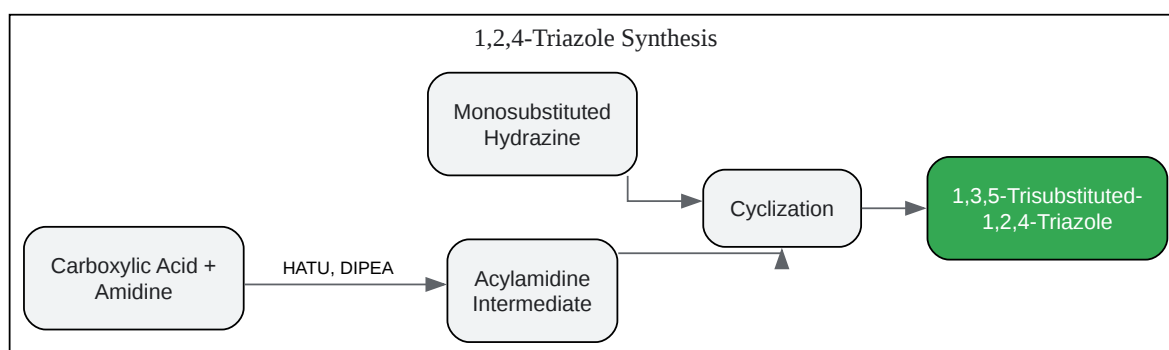 1,2,4-Triazole Synthesis
Monosubstituted
Hydrazine
Cyclization
1,3,5-Trisubstituted-
1,2,4-Triazole
Carboxylic Acid +
Amidine
HATU, DIPEA
Acylamidine
Intermediate